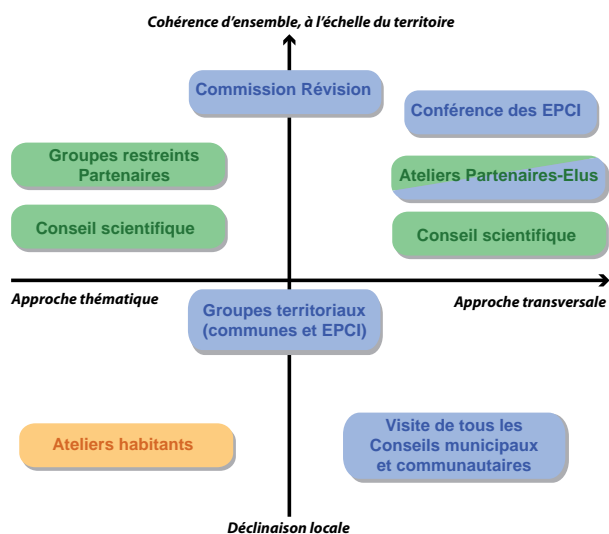 Cohérence d'ensemble, à l'échelle du territoire
Commission Révision
Conférence des EPCI
Groupes restreints
Partenaires
Ateliers Partenaires-Elus
Conseil scientifique
Conseil scientifique
Approche thématique
Approche transversale
Groupes territoriaux
(communes et EPCI)
Ateliers habitants
Visite de tous les
Conseils municipaux
et communautaires
Déclinaison locale